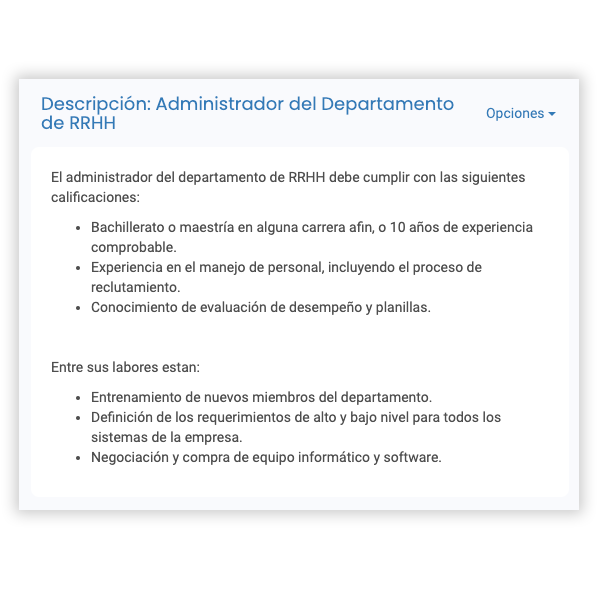 Descripción: Administrador del Departamento
de RRHH
Opciones
El administrador del departamento de RRHH debe cumplir con las siguientes
calificaciones:
• Bachillerato o maestría en alguna carrera afin, o 10 años de experiencia
comprobable.
• Experiencia en el manejo de personal, incluyendo el proceso de
reclutamiento.
• Conocimiento de evaluación de desempeño y planillas.
Entre sus labores estan:
• Entrenamiento de nuevos miembros del departamento.
• Definición de los requerimientos de alto y bajo nivel para todos los
sistemas de la empresa.
• Negociación y compra de equipo informático y software.